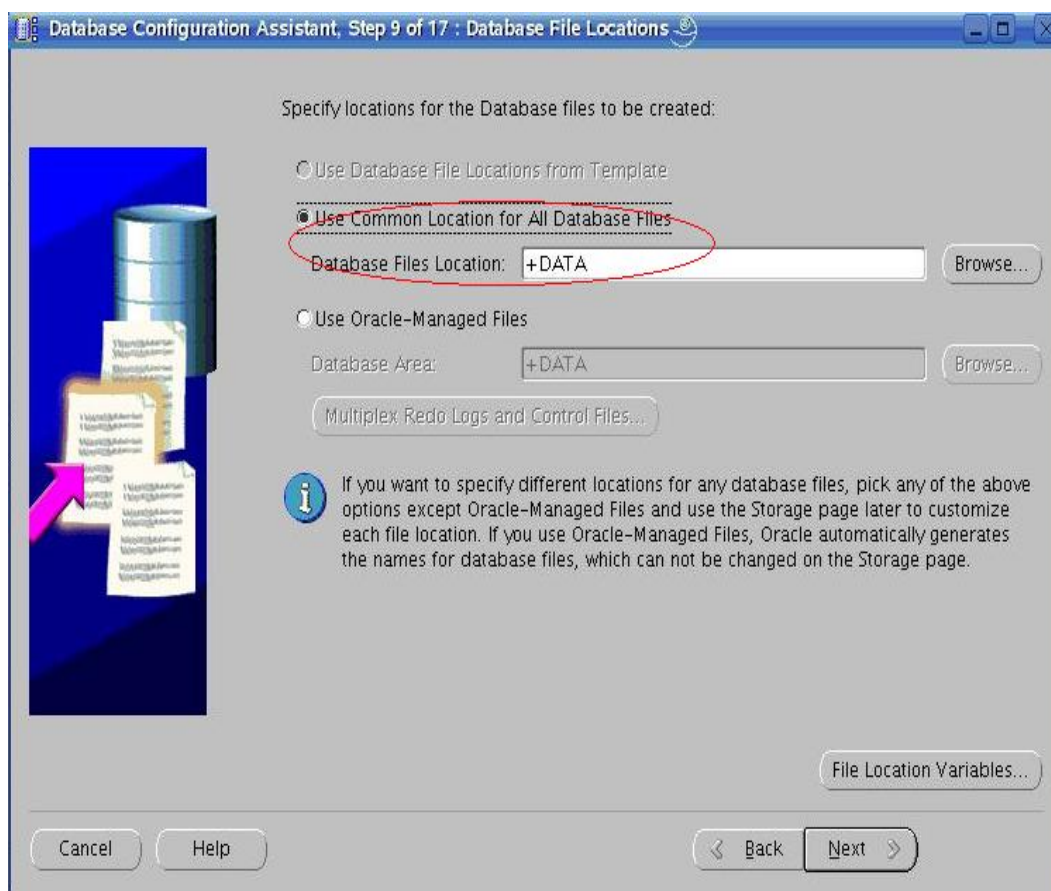 Database Configuration Assistant, Step 9 of 17 : Database File Locations
Specify locations for the Database files to be created:
Use Database File Locations from Template
Use Common Location for All Database Files
Database Files Location: +DATA Browse...
Use Oracle-Managed Files
Database Area: +DATA Browse...
Multiplex Redo Logs and Control Files...
If you want to specify different locations for any database files, pick any of the above
options except Oracle-Managed Files and use the Storage page later to customize
each file location. If you use Oracle-Managed Files, Oracle automatically generates
the names for database files, which can not be changed on the Storage page.
File Location Variables...
Cancel Help Back Next